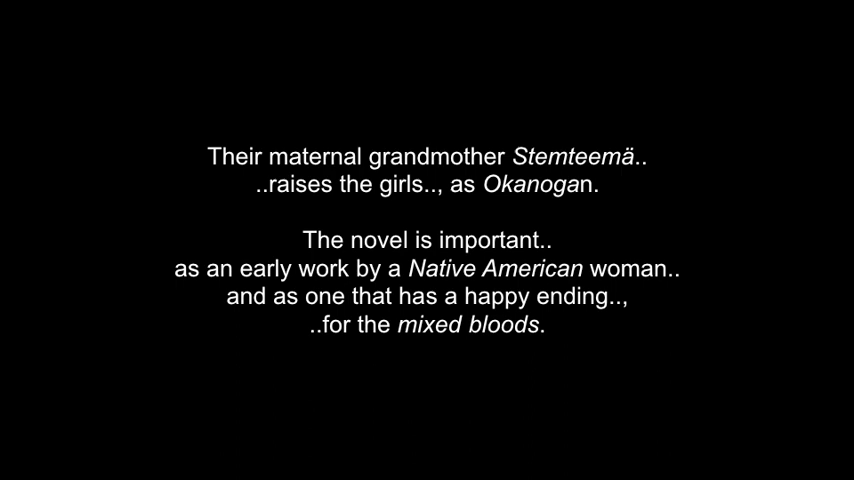 Their maternal grandmother Stemteemä..
..raises the girls.., as Okanogan.
The novel is important..
as an early work by a Native American woman..
and as one that has a happy ending..,
..for the mixed bloods.